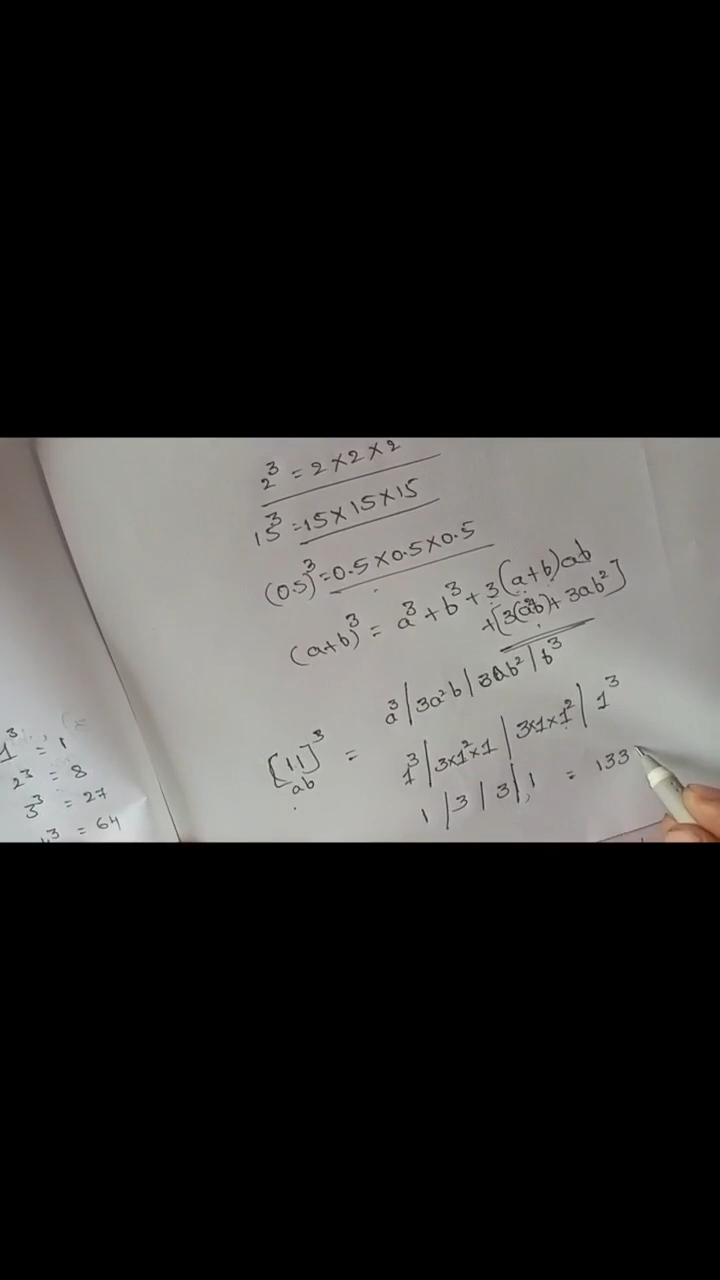 2³ = 2×2×2
15³ = 15×15×15
(0.5)³ = 0.5×0.5×0.5
(a+b)³ = a³ + b³ + 3(a+b)ab
+[3(a²b) + 3ab²]
a³ | 3a²b | 3ab² | b³
[11]³ =
ab
1³ | 3×1²×1 | 3×1×1² | 1³
1 | 3 | 3 | 1 = 133
1³ = 1
2³ = 8
3³ = 27
³ = 64